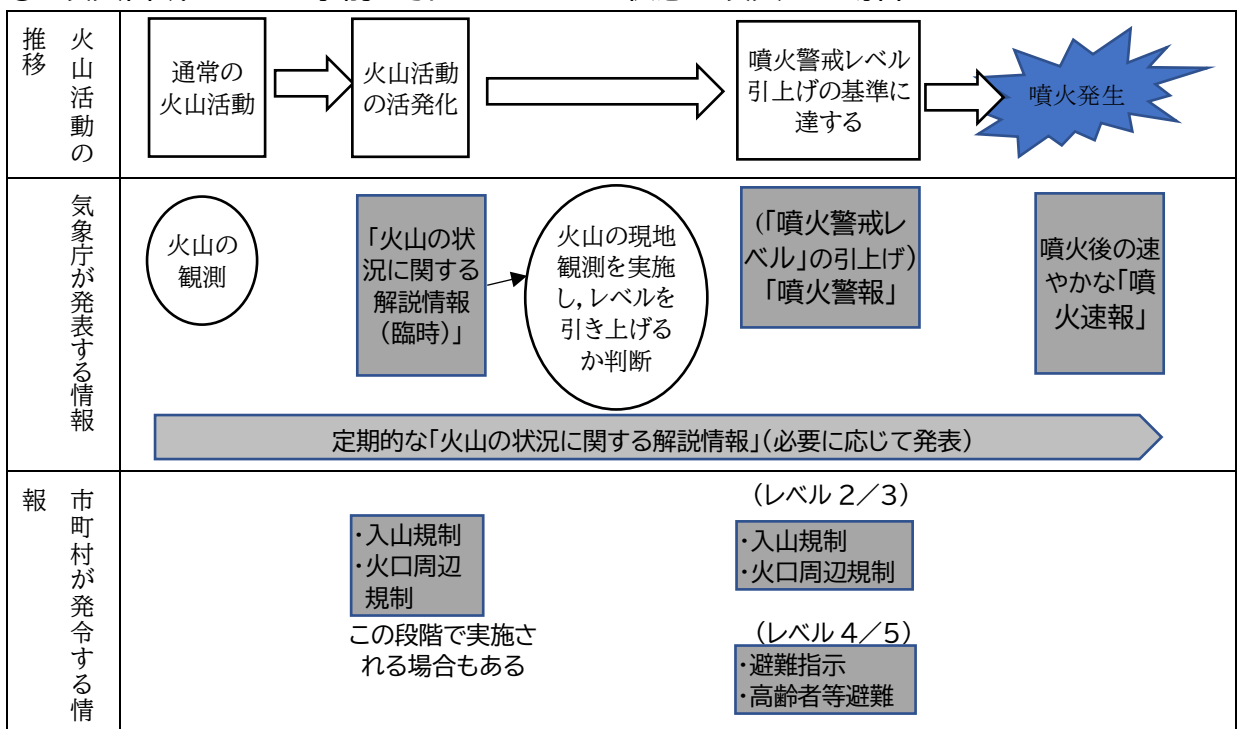 火山活動の
推移
通常の
火山活動
火山活動
の活発化
噴火警戒レベル
引上げの基準に
達する
噴火発生
気象庁が発表する情報
火山の
観測
「火山の状
況に関する
解説情報
（臨時）」
火山の現地
観測を実施
し,レベルを
引き上げる
か判断
(「噴火警戒レ
ベル」の引上げ)
「噴火警報」
噴火後の速
やかな「噴
火速報」
定期的な「火山の状況に関する解説情報」（必要に応じて発表）
市町村が発令する情
報
・入山規制
・火口周辺
規制
この段階で実施さ
れる場合もある
（レベル２／３）
・入山規制
・火口周辺規制
（レベル４／５）
・避難指示
・高齢者等避難